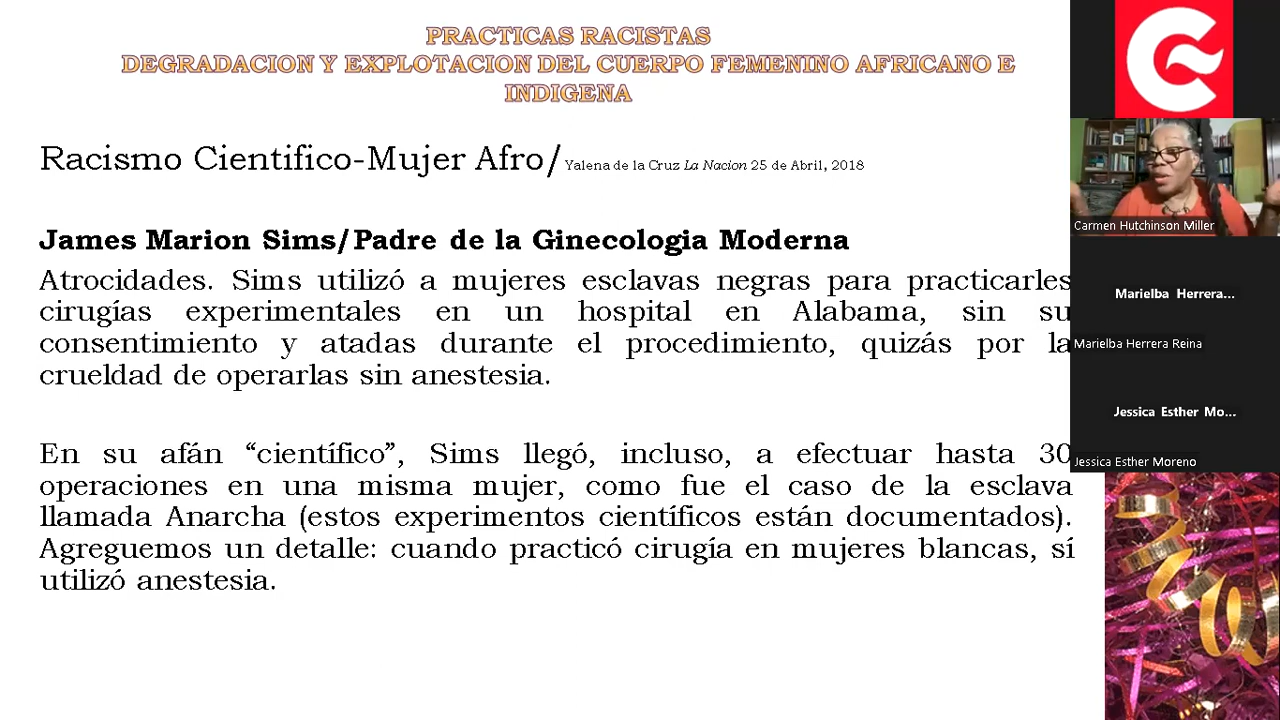 PRACTICAS RACISTAS
DEGRADACION Y EXPLOTACION DEL CUERPO FEMENINO AFRICANO E
INDIGENA
Racismo Cientifico-Mujer Afro/Yalena de la Cruz La Nacion 25 de Abril, 2018
James Marion Sims/Padre de la Ginecologia Moderna
Atrocidades. Sims utilizó a mujeres esclavas negras para practicarles
cirugías experimentales en un hospital en Alabama, sin su
consentimiento y atadas durante el procedimiento, quizás por la
crueldad de operarlas sin anestesia.
En su afán “científico”, Sims llegó, incluso, a efectuar hasta 30
operaciones en una misma mujer, como fue el caso de la esclava
llamada Anarcha (estos experimentos científicos están documentados).
Agreguemos un detalle: cuando practicó cirugía en mujeres blancas, sí
utilizó anestesia.
Carmen Hutchinson Miller
Marielba Herrera...
Marielba Herrera Reina
Jessica Esther Mo...
Jessica Esther Moreno